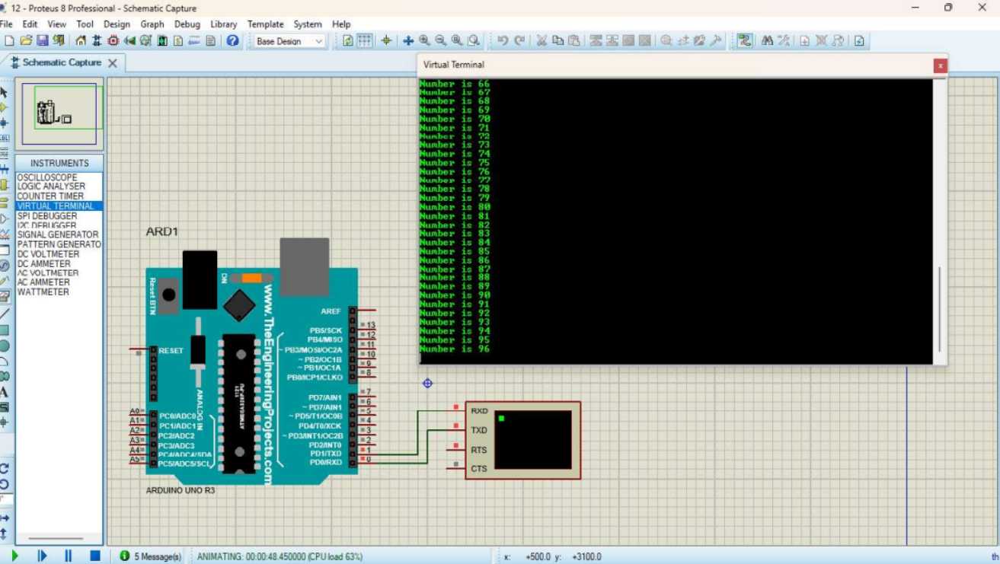 12 - Proteus 8 Professional - Schematic Capture
File Edit View Tool Design Graph Debug Library Template System Help
Base Design
Schematic Capture
Virtual Terminal
Number is 66
Number is 67
Number is 68
Number is 69
Number is 70
Number is 71
Number is 72
Number is 73
Number is 74
Number is 75
Number is 76
Number is 77
Number is 78
Number is 79
Number is 80
Number is 81
Number is 82
Number is 83
Number is 84
Number is 85
Number is 86
Number is 87
Number is 88
Number is 89
Number is 90
Number is 91
Number is 92
Number is 93
Number is 94
Number is 95
Number is 96
INSTRUMENTS
OSCILLOSCOPE
LOGIC ANALYSER
COUNTER TIMER
VIRTUAL TERMINAL
SPI DEBUGGER
I2C DEBUGGER
SIGNAL GENERATOR
PATTERN GENERATO
DC VOLTMETER
DC AMMETER
AC VOLTMETER
AC AMMETER
WATTMETER
ARD1
Reset BTN
ON
www.TheEngineeringProjects.com
ANALOG IN
RESET
AREF
PB5/SCK 13
PB4/MISO 12
~PB3/MOSI/OC2A 11
~PB2/OC1B 10
~PB1/OC1A 9
PB0/ICP1/CLKO 8
PD7/AIN1 7
~PD7/AIN1 6
~PD5/T1/OC0B 5
PD4/T0/XCK 4
~PD3/INT1/OC2B 3
PD2/INT0 2
PD1/TXD 1
PD0/RXD 0
A0 PC0/ADC0
A1 PC1/ADC1
A2 PC2/ADC2
A3 PC3/ADC3
A4 PC4/ADC4/SDA
A5 PC5/ADC5/SCL
ARDUINO UNO R3
RXD
TXD
RTS
CTS
5 Message(s) ANIMATING: 00:00:48.450000 (CPU load 63%) x: +500.0 y: +3100.0 th